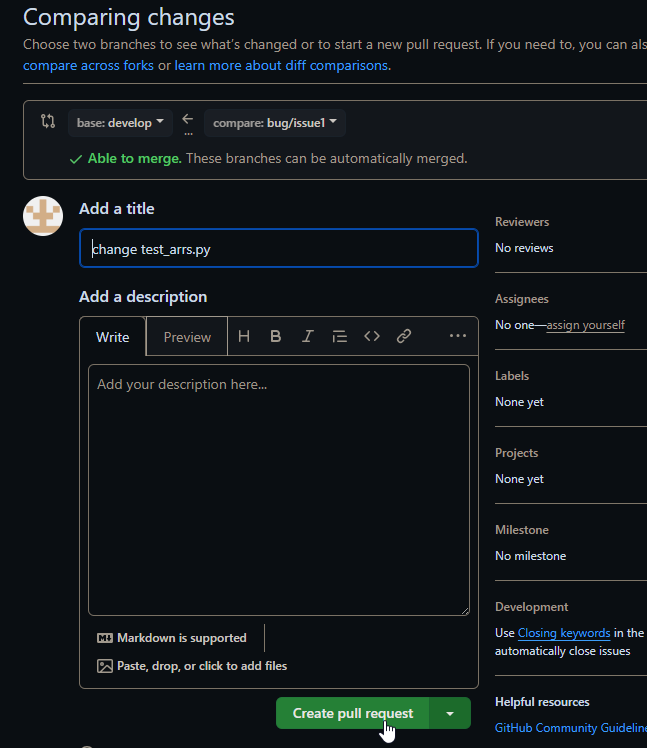 Comparing changes
Choose two branches to see what's changed or to start a new pull request. If you need to, you can als
compare across forks or learn more about diff comparisons.
base: develop
...
compare: bug/issue1
Able to merge. These branches can be automatically merged.
Add a title
change test_arrs.py
Add a description
Write
Preview
H B I
Add your description here...
Markdown is supported
Paste, drop, or click to add files
Create pull request
Reviewers
No reviews
Assignees
No one—assign yourself
Labels
None yet
Projects
None yet
Milestone
No milestone
Development
Use Closing keywords in the
automatically close issues
Helpful resources
GitHub Community Guideline